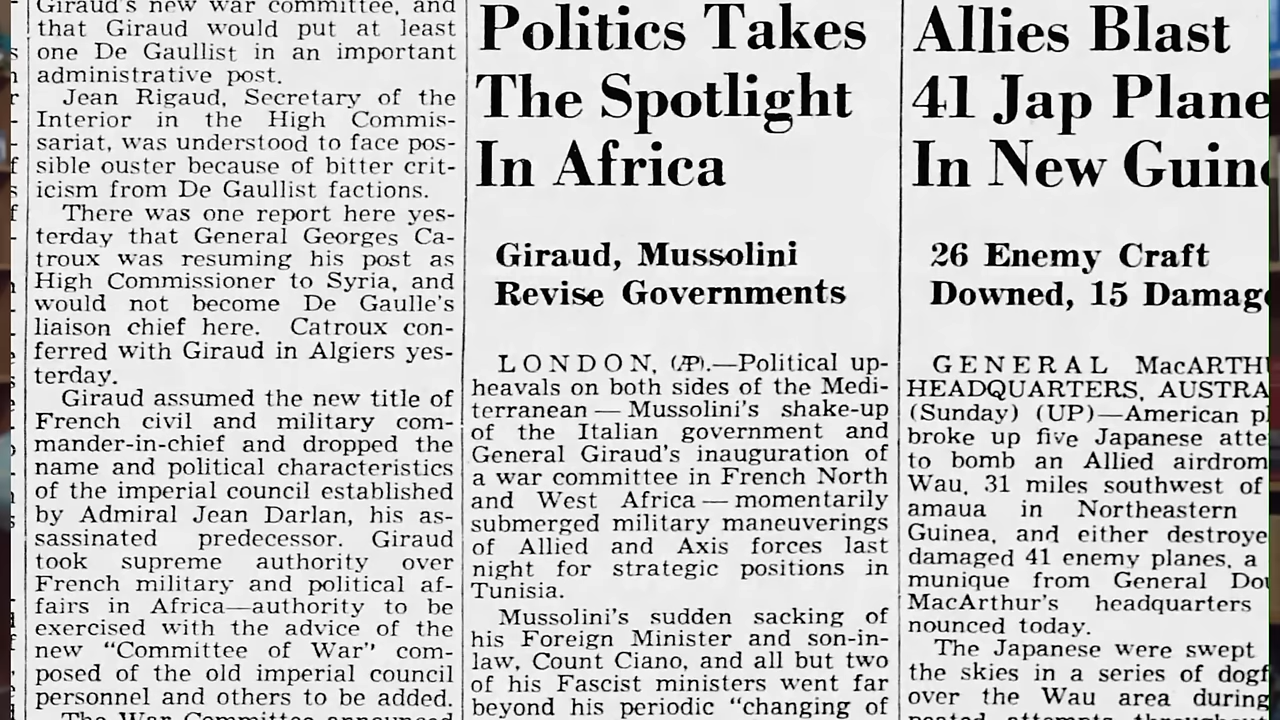 Giraud's new war committee, and
that Giraud would put at least
one De Gaullist in an important
administrative post.
Jean Rigaud, Secretary of the
Interior in the High Commis-
sariat, was understood to face pos-
sible ouster because of bitter crit-
icism from De Gaullist factions.
There was one report here yes-
terday that General Georges Ca-
troux was resuming his post as
High Commissioner to Syria, and
would not become De Gaulle's
liaison chief here. Catroux con-
ferred with Giraud in Algiers yes-
terday.
Giraud assumed the new title of
French civil and military com-
mander-in-chief and dropped the
name and political characteristics
of the imperial council established
by Admiral Jean Darlan, his as-
sassinated predecessor. Giraud
took supreme authority over
French military and political af-
fairs in Africa—authority to be
exercised with the advice of the
new "Committee of War" com-
posed of the old imperial council
personnel and others to be added.
The War Committee announced
Politics Takes
The Spotlight
In Africa
Giraud, Mussolini
Revise Governments
LONDON, (AP).—Political up-
heavals on both sides of the Medi-
terranean — Mussolini's shake-up
of the Italian government and
General Giraud's inauguration of
a war committee in French North
and West Africa — momentarily
submerged military maneuverings
of Allied and Axis forces last
night for strategic positions in
Tunisia.
Mussolini's sudden sacking of
his Foreign Minister and son-in-
law, Count Ciano, and all but two
of his Fascist ministers went far
beyond his periodic "changing of
Allies Blast
41 Jap Plane
In New Guin
26 Enemy Craft
Downed, 15 Damag
GENERAL MacARTH
HEADQUARTERS, AUSTRA
(Sunday) (UP)—American p
broke up five Japanese atte
to bomb an Allied airdrom
Wau, 31 miles southwest of
amaua in Northeastern
Guinea, and either destroye
damaged 41 enemy planes, a
munique from General Do
MacArthur's headquarters
nounced today.
The Japanese were swept
the skies in a series of dogf
over the Wau area during